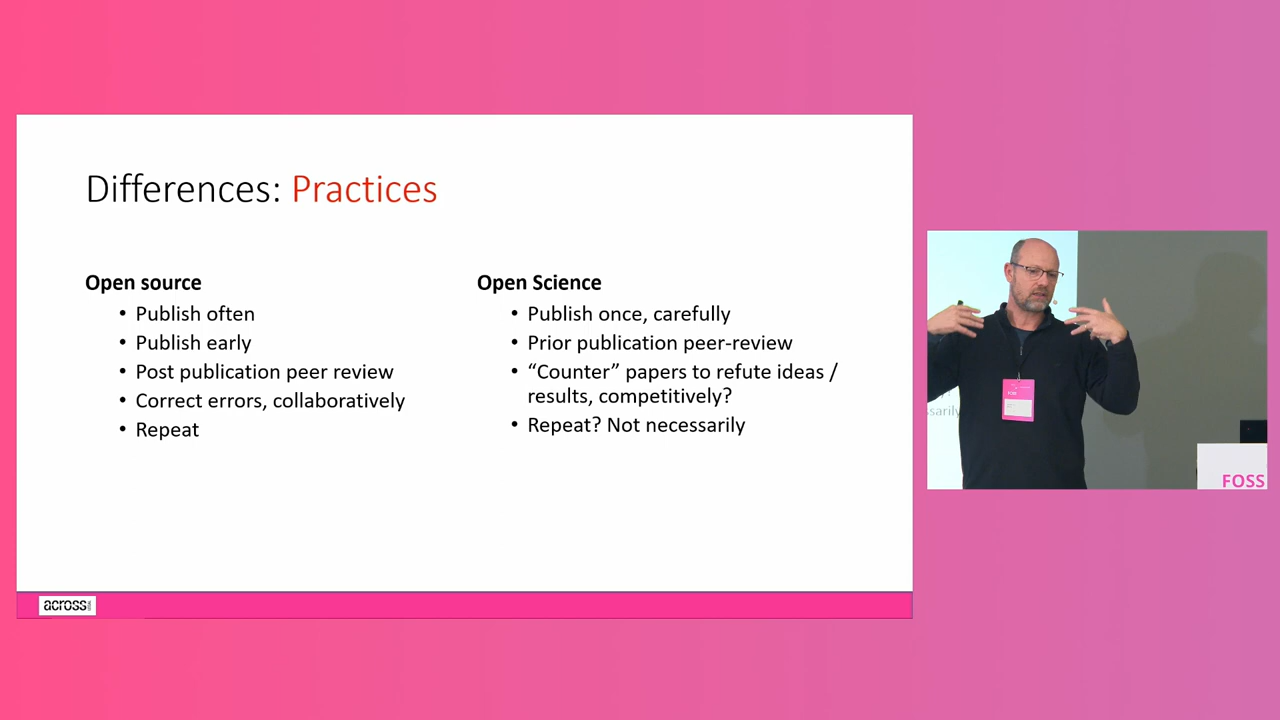 Differences: Practices
Open source
• Publish often
• Publish early
• Post publication peer review
• Correct errors, collaboratively
• Repeat
Open Science
• Publish once, carefully
• Prior publication peer-review
• “Counter” papers to refute ideas /
results, competitively?
• Repeat? Not necessarily
across
FOSS